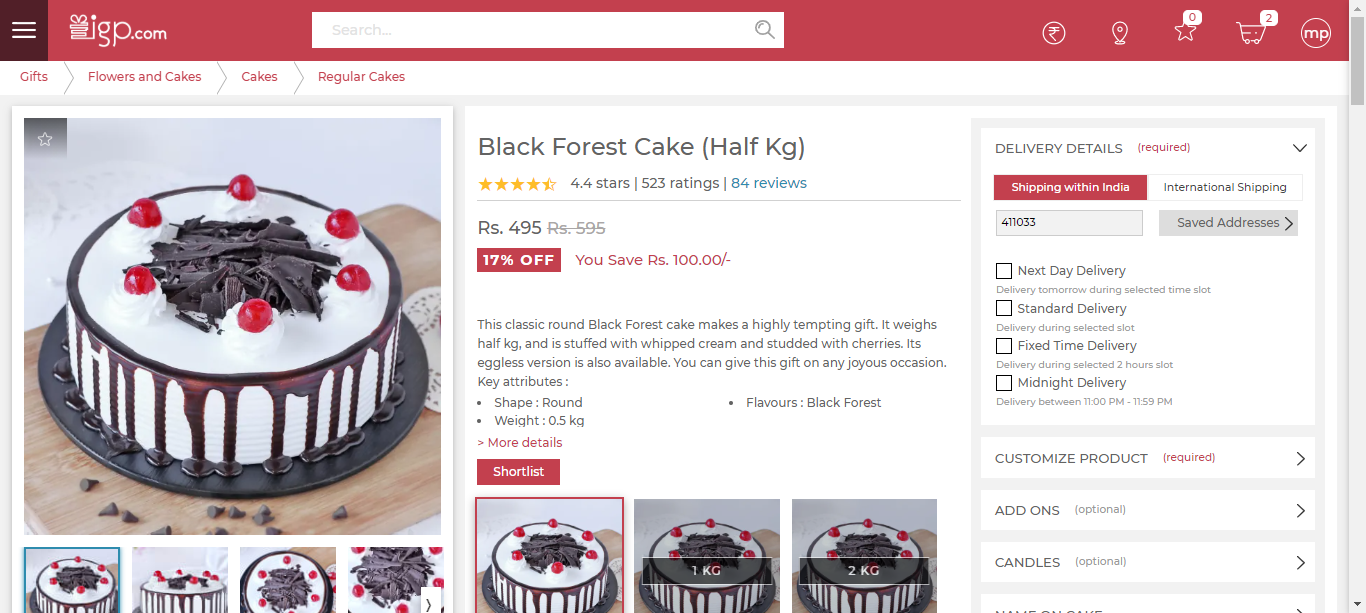 igp.com
Search...
0
2
mp
Gifts
Flowers and Cakes
Cakes
Regular Cakes
Black Forest Cake (Half Kg)
4.4 stars | 523 ratings | 84 reviews
Rs. 495 Rs. 595
17% OFF You Save Rs. 100.00/-
This classic round Black Forest cake makes a highly tempting gift. It weighs
half kg, and is stuffed with whipped cream and studded with cherries. Its
eggless version is also available. You can give this gift on any joyous occasion.
Key attributes :
• Shape : Round
• Flavours : Black Forest
• Weight : 0.5 kg
> More details
Shortlist
1 KG
2 KG
DELIVERY DETAILS (required)
Shipping within India
International Shipping
411033
Saved Addresses
Next Day Delivery
Delivery tomorrow during selected time slot
Standard Delivery
Delivery during selected slot
Fixed Time Delivery
Delivery during selected 2 hours slot
Midnight Delivery
Delivery between 11:00 PM - 11:59 PM
CUSTOMIZE PRODUCT (required)
ADD ONS (optional)
CANDLES (optional)
NAME ON CAKE